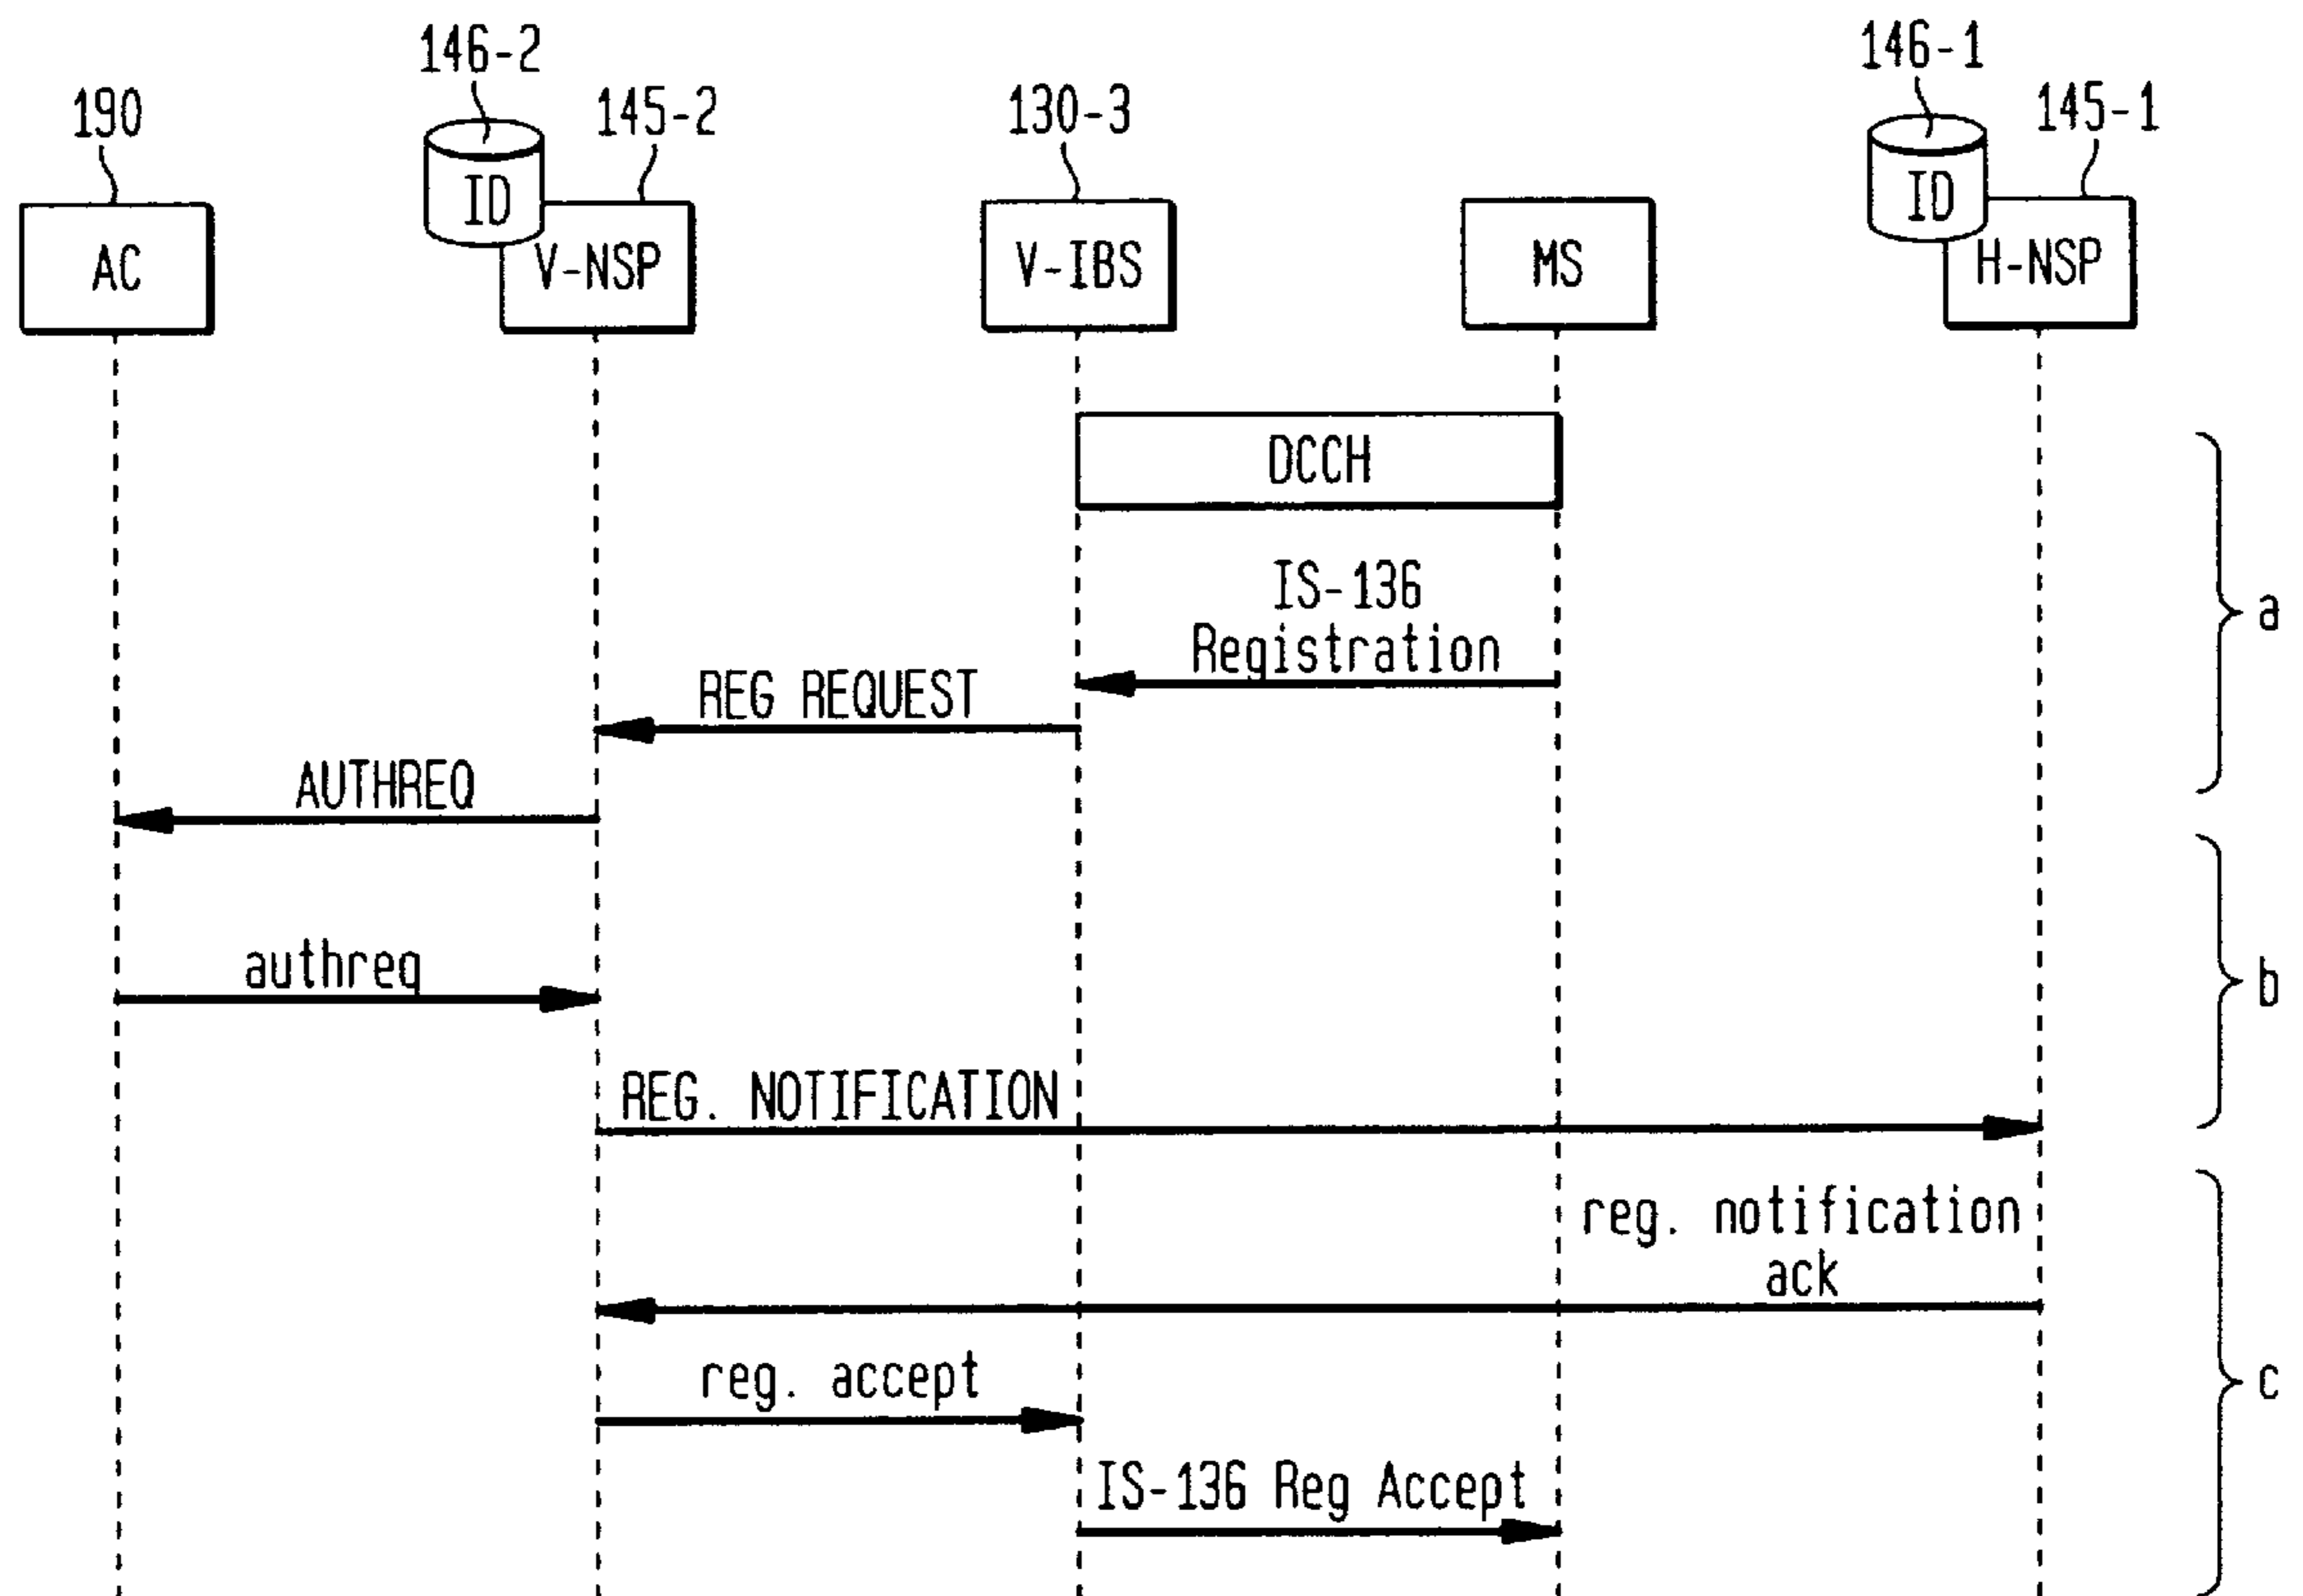 146-2
146-1
190
145-2
130-3
145-1
ID
ID
AC
V-NSP
V-IBS
MS
H-NSP
DCCH
IS-136
Registration
a
REG REQUEST
AUTHREQ
authreq
b
REG. NOTIFICATION
reg. notification
ack
reg. accept
c
IS-136 Reg Accept